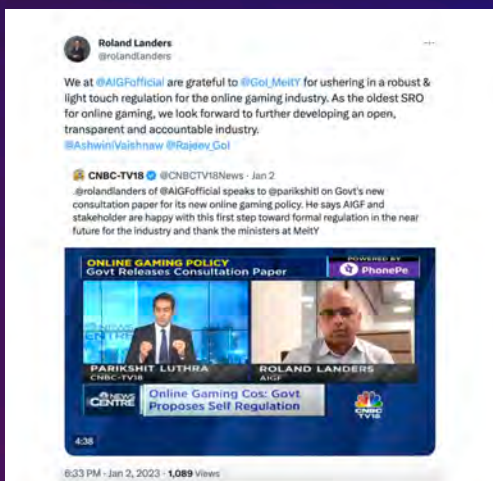 Roland Landers
@rolandlanders
We at @AIGFofficial are grateful to @GoI_MeitY for ushering in a robust &
light touch regulation for the online gaming industry. As the oldest SRO
for online gaming, we look forward to further developing an open,
transparent and accountable industry.
@AshwiniVaishnaw @Rajeev_GoI
CNBC-TV18 @CNBCTV18News · Jan 2
.@rolandlanders of @AIGFofficial speaks to @parikshitl on Govt's new
consultation paper for its new online gaming policy. He says AIGF and
stakeholder are happy with this first step toward formal regulation in the near
future for the industry and thank the ministers at MeitY
ONLINE GAMING POLICY
Govt Releases Consultation Paper
POWERED BY
PhonePe
NEWS
CENTRE
PARIKSHIT LUTHRA
CNBC-TV18
ROLAND LANDERS
AIGF
NEWS
CENTRE
Online Gaming Cos: Govt
Proposes Self Regulation
CNBC
TV18
4:38
6:33 PM · Jan 2, 2023 · 1,089 Views